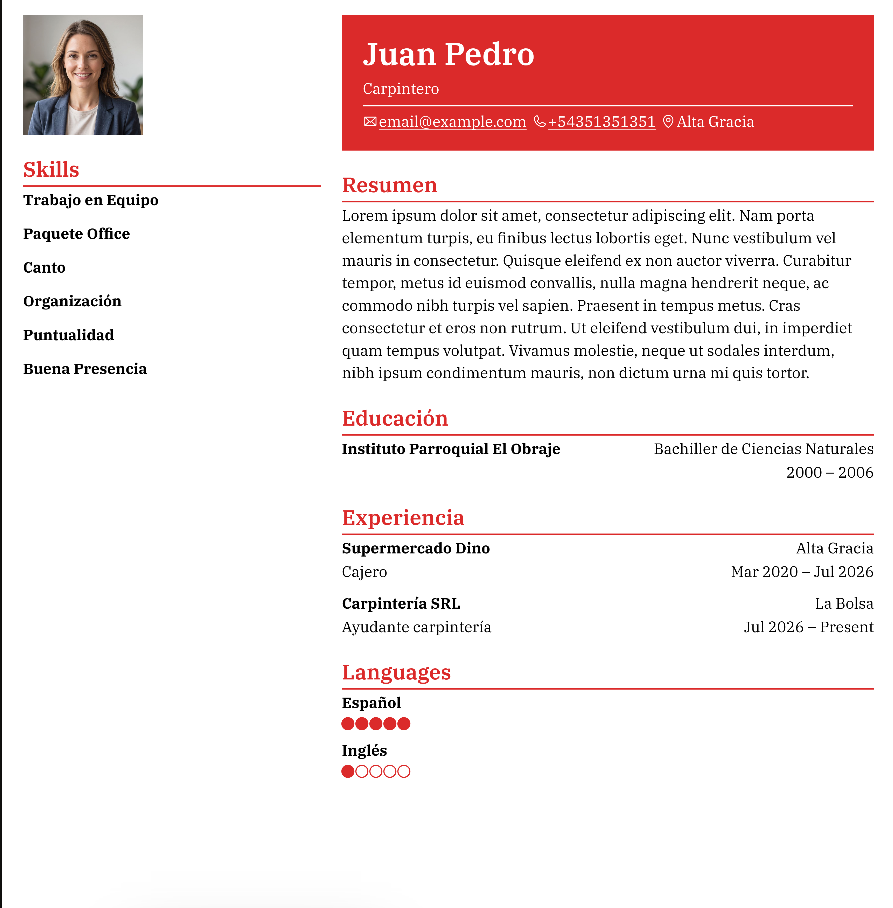 Skills
Trabajo en Equipo
Paquete Office
Canto
Organización
Puntualidad
Buena Presencia
Juan Pedro
Carpintero
email@example.com +54351351351 Alta Gracia
Resumen
Lorem ipsum dolor sit amet, consectetur adipiscing elit. Nam porta
elementum turpis, eu finibus lectus lobortis eget. Nunc vestibulum vel
mauris in consectetur. Quisque eleifend ex non auctor viverra. Curabitur
tempor, metus id euismod convallis, nulla magna hendrerit neque, ac
commodo nibh turpis vel sapien. Praesent in tempus metus. Cras
consectetur et eros non rutrum. Ut eleifend vestibulum dui, in imperdiet
quam tempus volutpat. Vivamus molestie, neque ut sodales interdum,
nibh ipsum condimentum mauris, non dictum urna mi quis tortor.
Educación
Instituto Parroquial El Obraje Bachiller de Ciencias Naturales
2000 – 2006
Experiencia
Supermercado Dino Alta Gracia
Cajero Mar 2020 – Jul 2026
Carpintería SRL La Bolsa
Ayudante carpintería Jul 2026 – Present
Languages
Español
Inglés